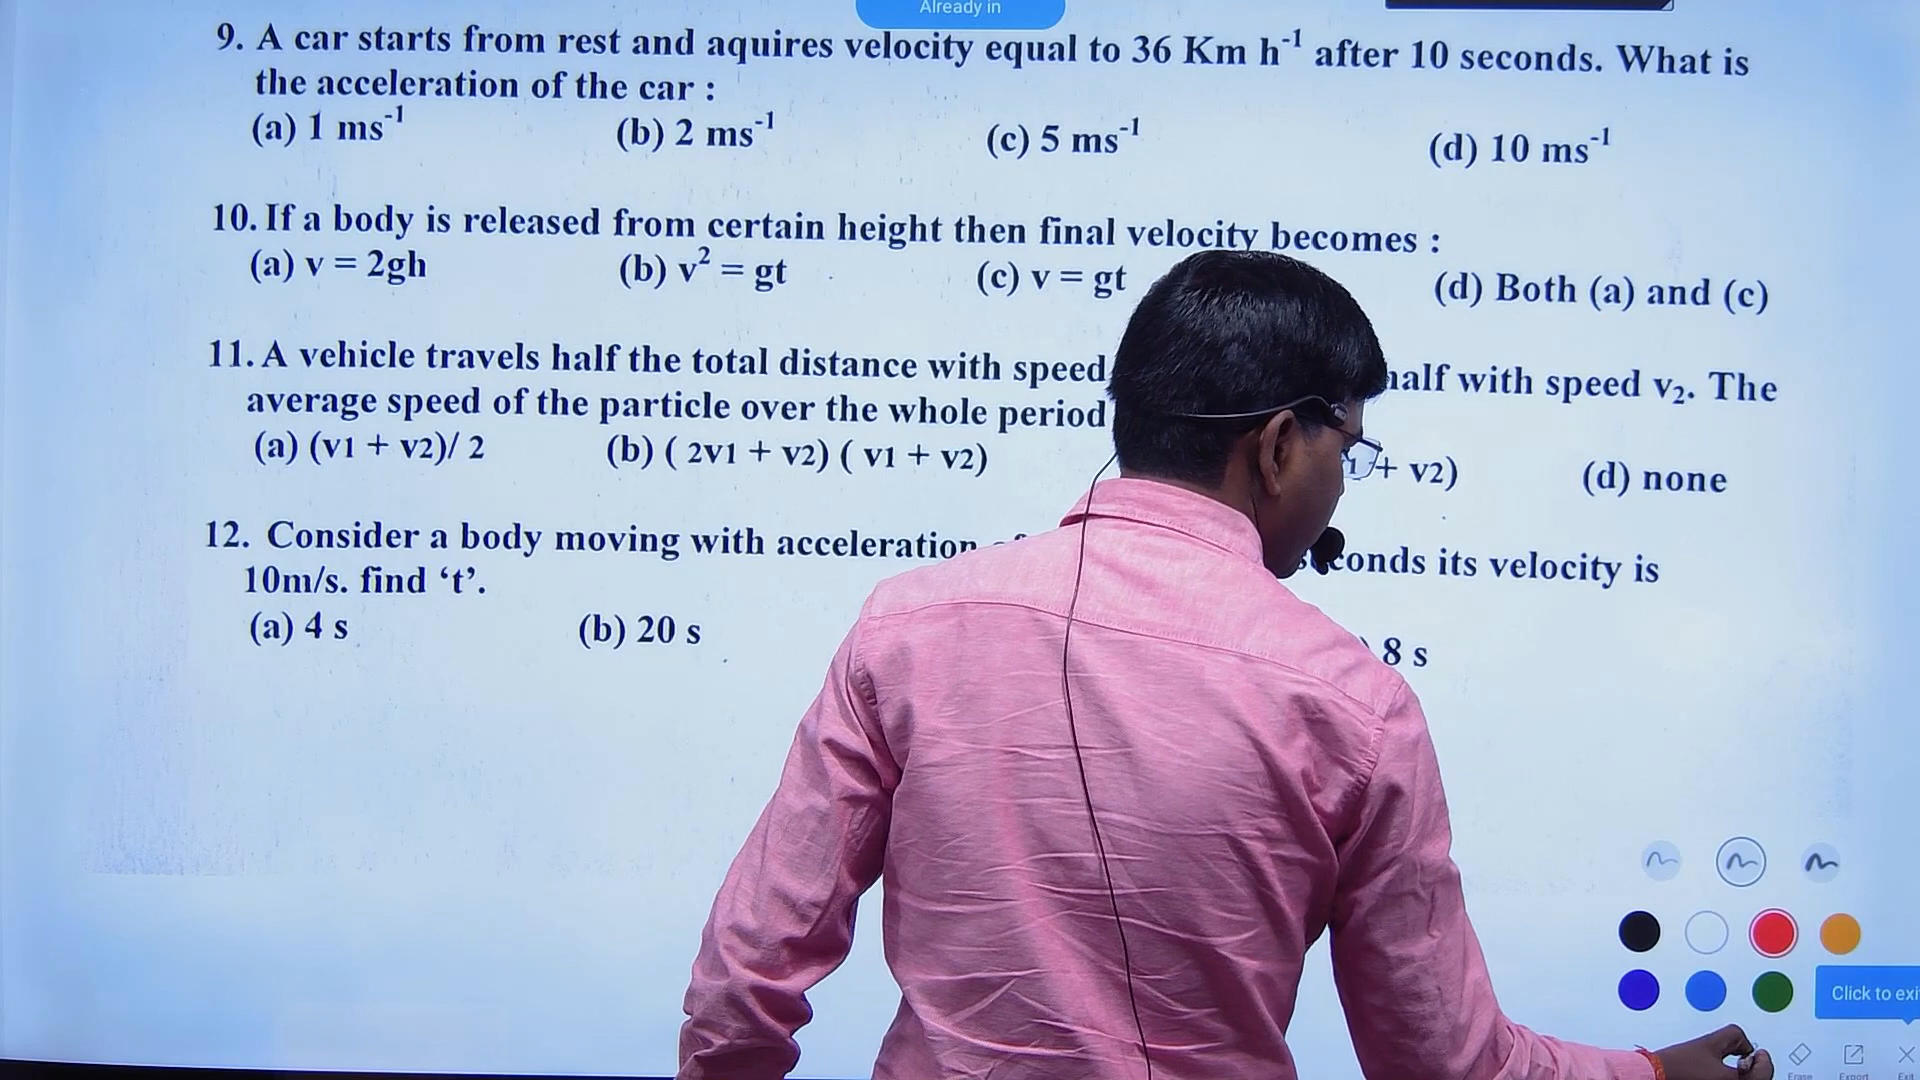 Already in
9. A car starts from rest and aquires velocity equal to 36 Km h⁻¹ after 10 seconds. What is
the acceleration of the car :
(a) 1 ms⁻¹ (b) 2 ms⁻¹ (c) 5 ms⁻¹ (d) 10 ms⁻¹
10. If a body is released from certain height then final velocity becomes :
(a) v = 2gh (b) v² = gt (c) v = gt (d) Both (a) and (c)
11. A vehicle travels half the total distance with speed half with speed v₂. The
average speed of the particle over the whole period
(a) (v1 + v2)/ 2 (b) ( 2v1 + v2) ( v1 + v2) + v2) (d) none
12. Consider a body moving with acceleration its velocity is
10m/s. find ‘t’.
(a) 4 s (b) 20 s 8 s
Click to exi
Erase Export Exit